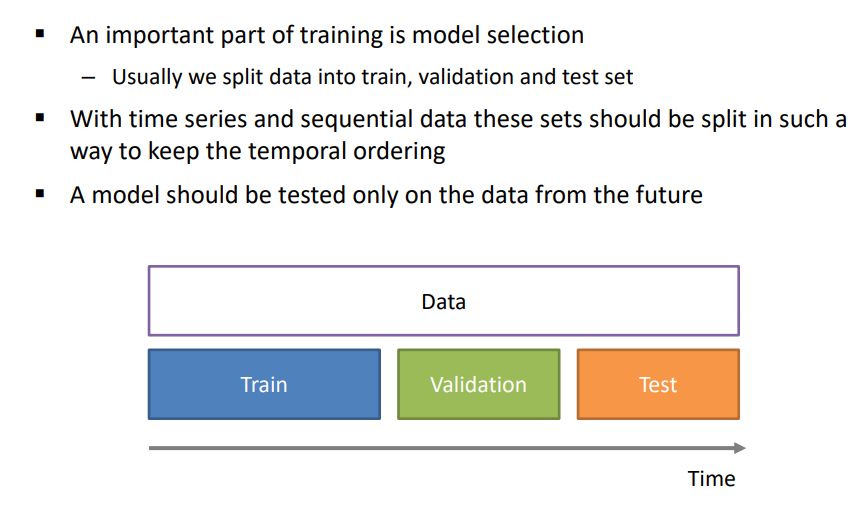 ▪ An important part of training is model selection
– Usually we split data into train, validation and test set
▪ With time series and sequential data these sets should be split in such a
way to keep the temporal ordering
▪ A model should be tested only on the data from the future
Data
Train Validation Test
Time